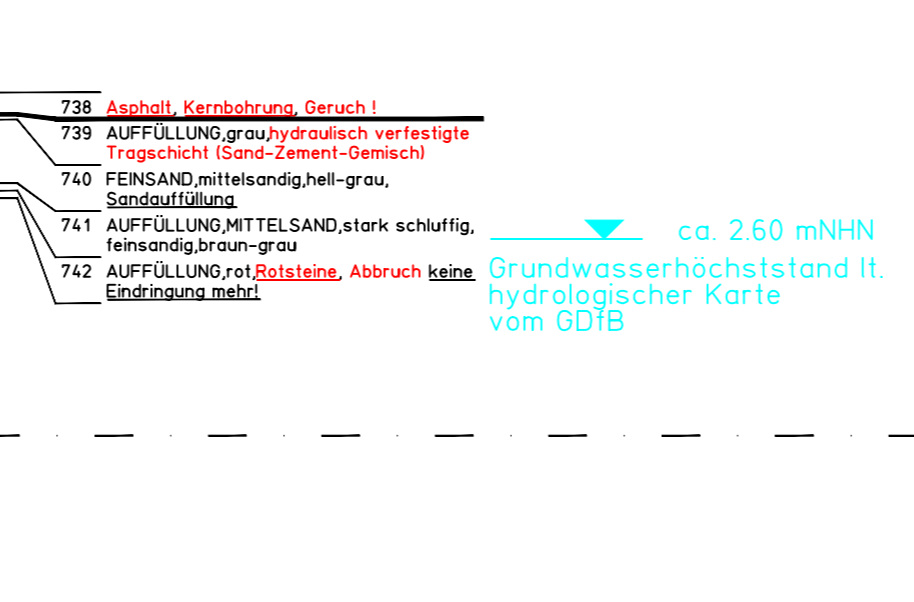 738 Asphalt, Kernbohrung, Geruch !
739 AUFFÜLLUNG,grau,hydraulisch verfestigte
Tragschicht (Sand-Zement-Gemisch)
740 FEINSAND,mittelsandig,hell-grau,
Sandauffüllung
741 AUFFÜLLUNG,MITTELSAND,stark schluffig,
feinsandig,braun-grau
742 AUFFÜLLUNG,rot,Rotsteine, Abbruch keine
Eindringung mehr!
ca. 2.60 mNHN
Grundwasserhöchststand lt.
hydrologischer Karte
vom GDfB